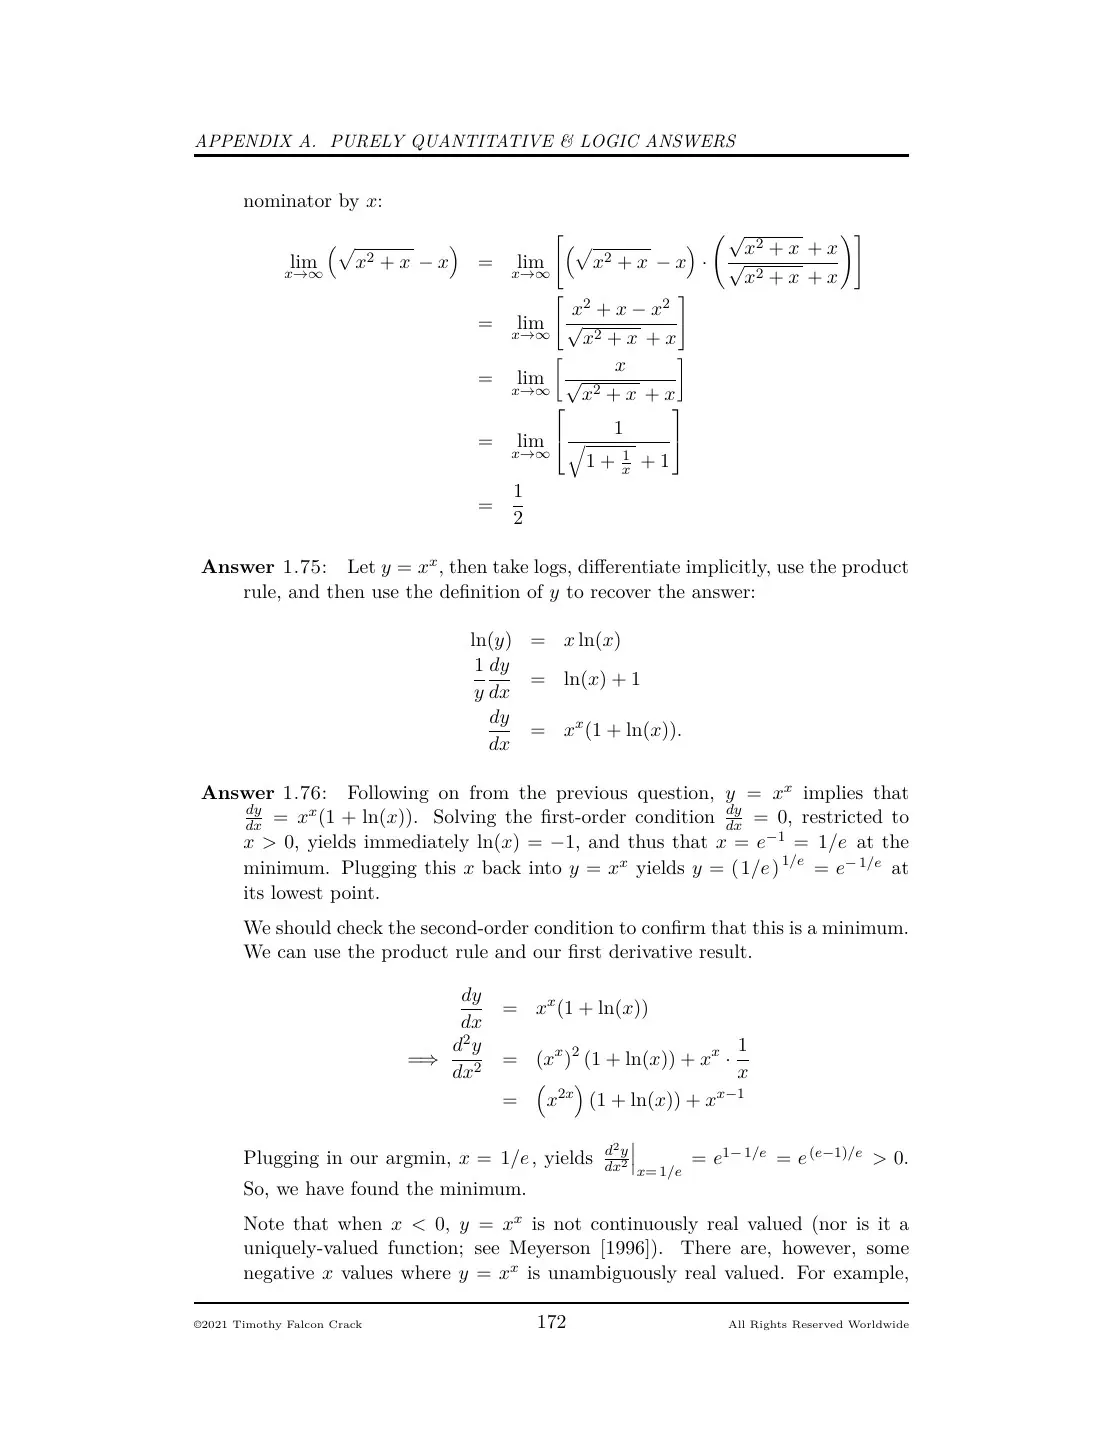 APPENDIX A. PURELY QUANTITATIVE & LOGIC ANSWERS
nominator by x:
lim_{x→∞} (√(x² + x) − x) = lim_{x→∞} [(√(x² + x) − x) · ((√(x² + x) + x)/(√(x² + x) + x))]
= lim_{x→∞} [(x² + x − x²)/(√(x² + x) + x)]
= lim_{x→∞} [x/(√(x² + x) + x)]
= lim_{x→∞} [1/(√(1 + 1/x) + 1)]
= 1/2
Answer 1.75: Let y = x^x, then take logs, differentiate implicitly, use the product
rule, and then use the definition of y to recover the answer:
ln(y) = x ln(x)
(1/y)(dy/dx) = ln(x) + 1
dy/dx = x^x(1 + ln(x)).
Answer 1.76: Following on from the previous question, y = x^x implies that
dy/dx = x^x(1 + ln(x)). Solving the first-order condition dy/dx = 0, restricted to
x > 0, yields immediately ln(x) = −1, and thus that x = e^{−1} = 1/e at the
minimum. Plugging this x back into y = x^x yields y = (1/e)^{1/e} = e^{−1/e} at
its lowest point.
We should check the second-order condition to confirm that this is a minimum.
We can use the product rule and our first derivative result.
dy/dx = x^x(1 + ln(x))
⟹ d²y/dx² = (x^x)² (1 + ln(x)) + x^x · 1/x
= (x^{2x}) (1 + ln(x)) + x^{x−1}
Plugging in our argmin, x = 1/e, yields d²y/dx²|_{x=1/e} = e^{1−1/e} = e^{(e−1)/e} > 0.
So, we have found the minimum.
Note that when x < 0, y = x^x is not continuously real valued (nor is it a
uniquely-valued function; see Meyerson [1996]). There are, however, some
negative x values where y = x^x is unambiguously real valued. For example,
©2021 Timothy Falcon Crack 172 All Rights Reserved Worldwide